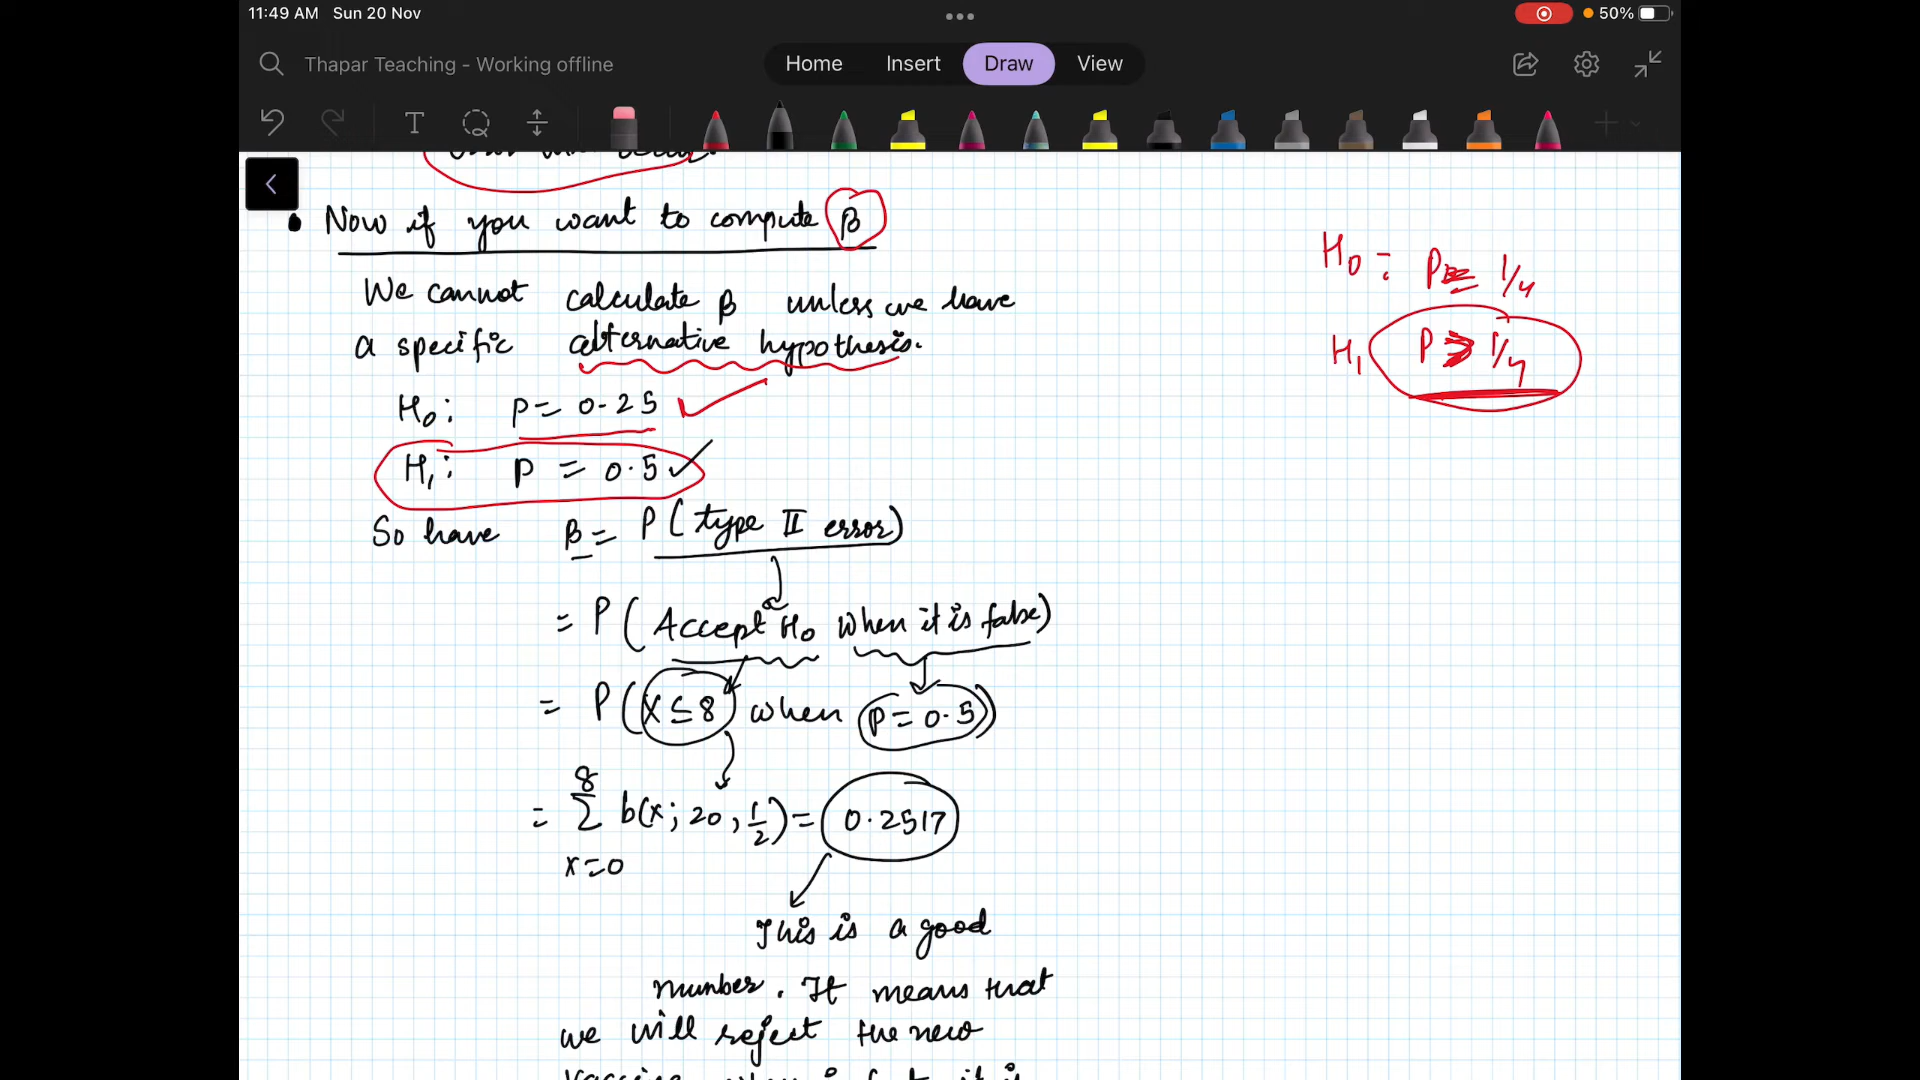 11:49 AM Sun 20 Nov
50%
Thapar Teaching - Working offline
Home Insert Draw View
Now if you want to compute β
We cannot calculate β unless we have
a specific alternative hypothesis.
H₀: P = 0.25
H₁: P = 0.5
So have β = P(type II error)
= P(Accept H₀ when it is false)
= P(X ≤ 8 when P = 0.5)
8
= Σ b(x; 20, 1/2) = 0.2517
x=0
This is a good
number. It means that
we will reject the new
H₀: P = 1/4
H₁ P > 1/4